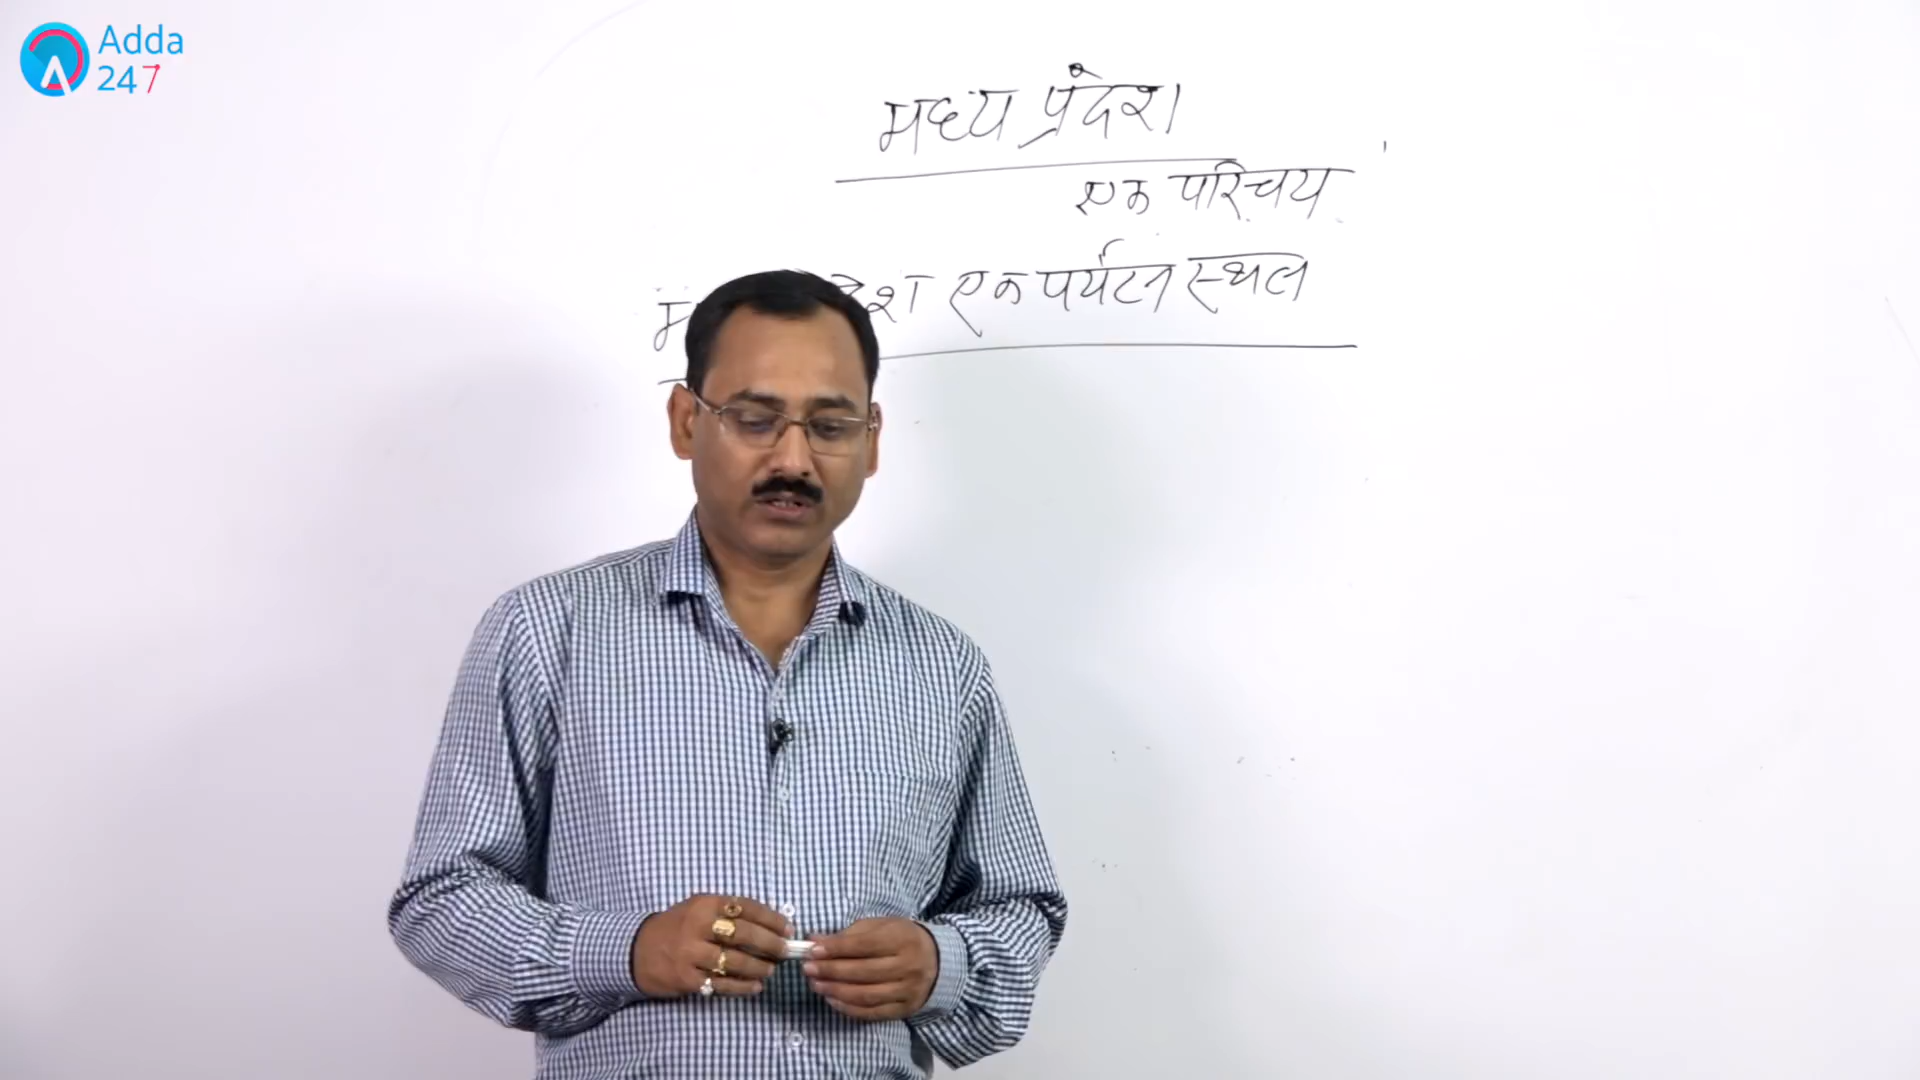 Adda
247
मध्य प्रदेश
एक परिचय
एक पर्यटन स्थल